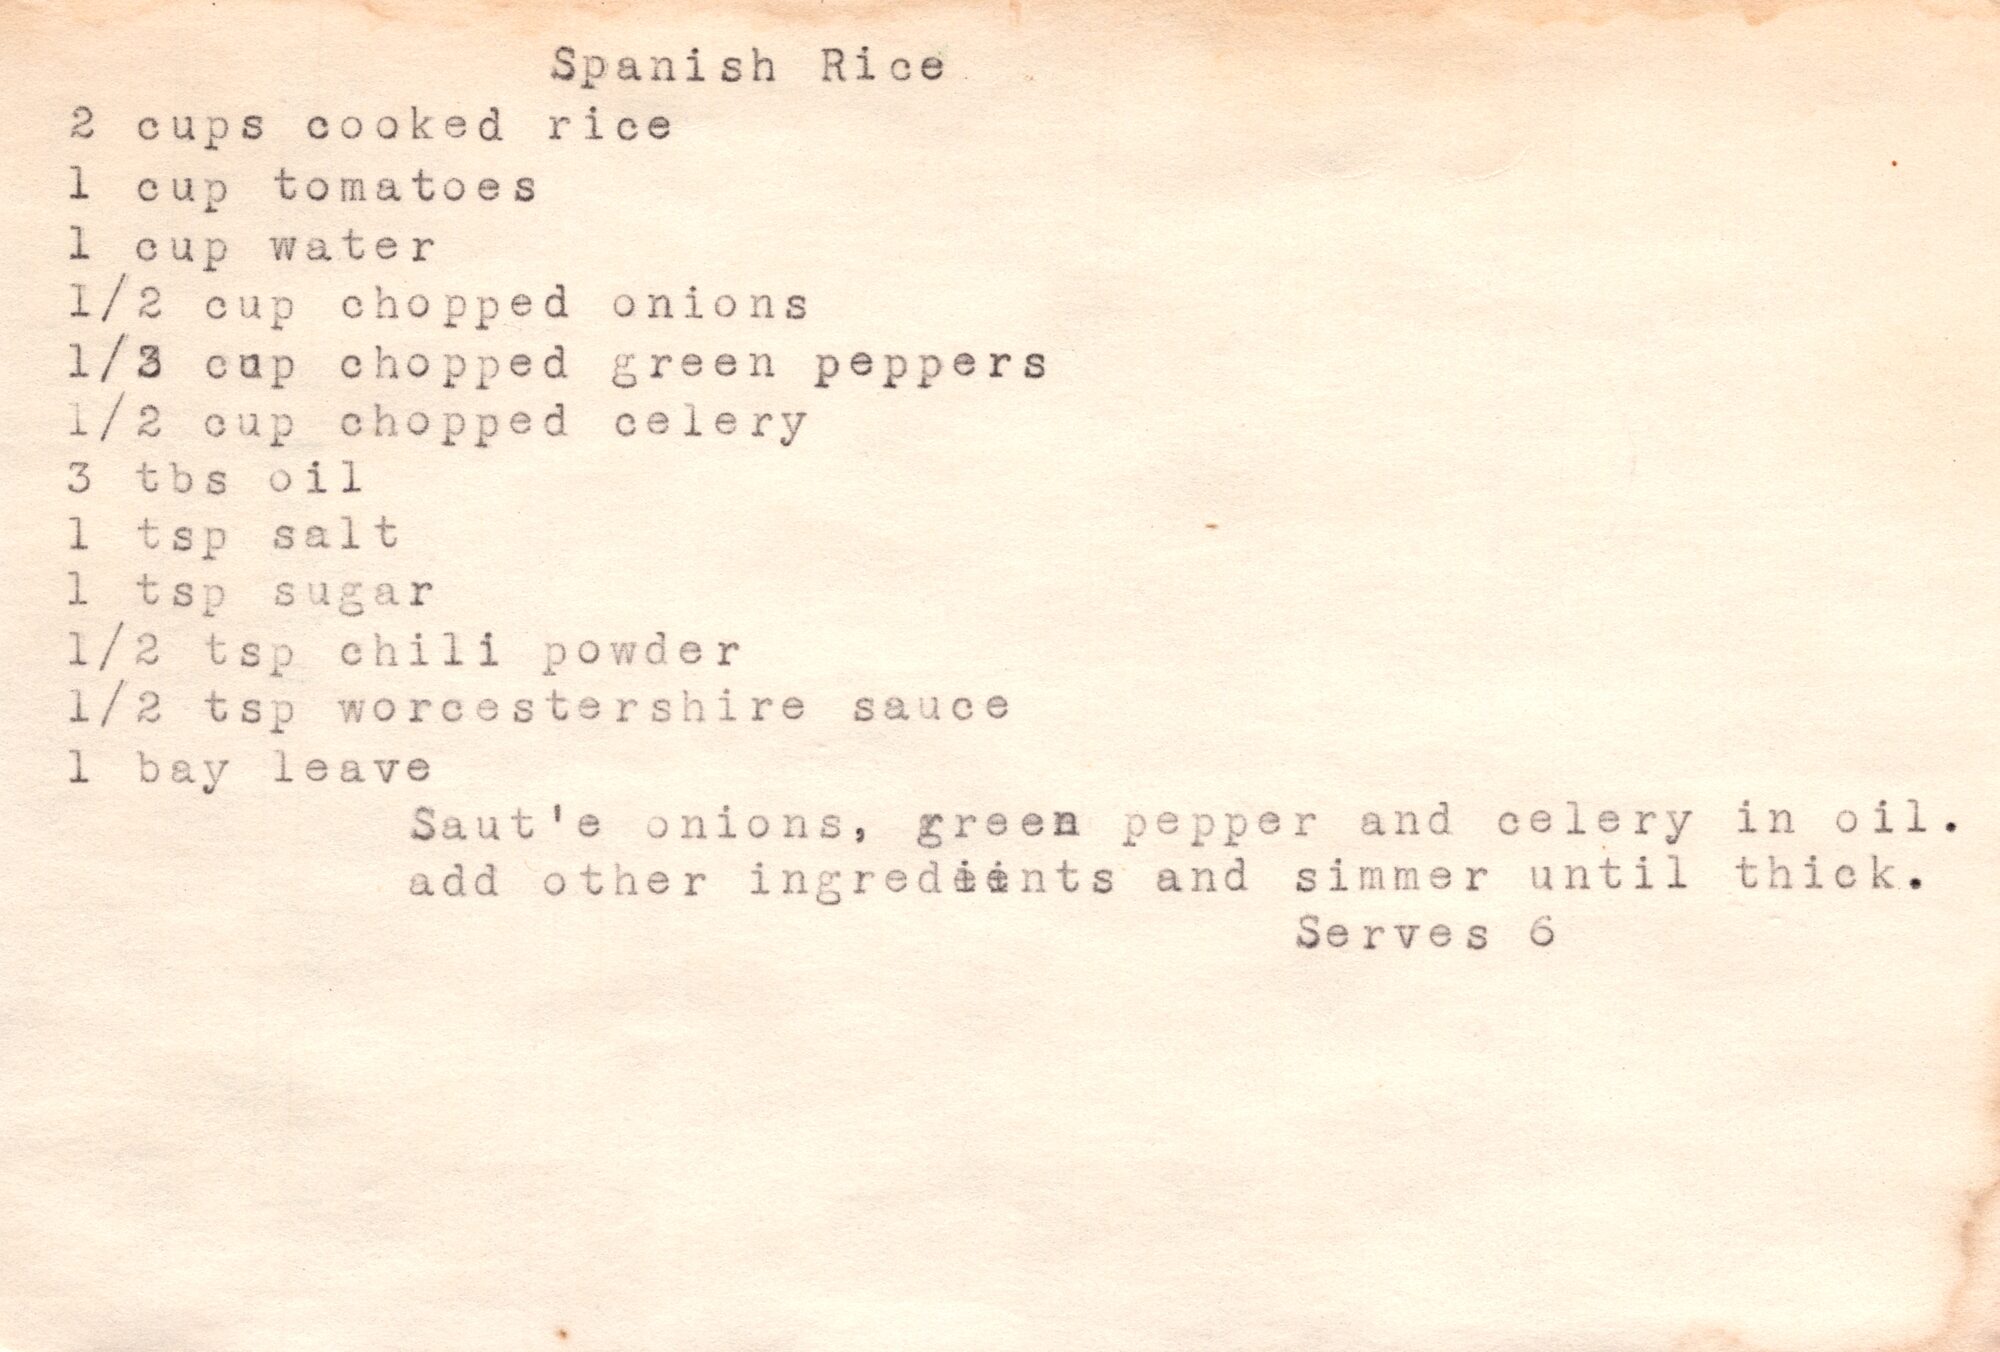 Spanish Rice
2 cups cooked rice
1 cup tomatoes
1 cup water
1/2 cup chopped onions
1/3 cup chopped green peppers
1/2 cup chopped celery
3 tbs oil
1 tsp salt
1 tsp sugar
1/2 tsp chili powder
1/2 tsp worcestershire sauce
1 bay leave
Saut'e onions, green pepper and celery in oil.
add other ingredients and simmer until thick.
Serves 6